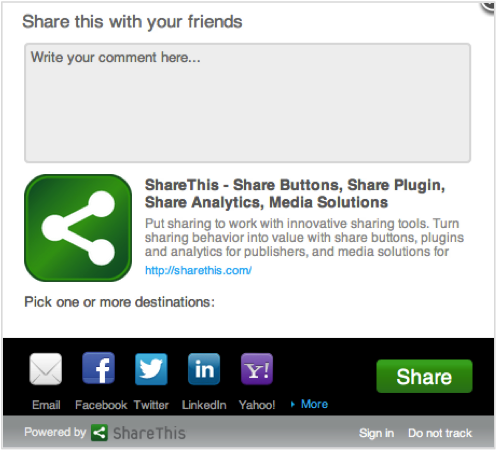 Share this with your friends
Write your comment here...
ShareThis - Share Buttons, Share Plugin,
Share Analytics, Media Solutions
Put sharing to work with innovative sharing tools. Turn
sharing behavior into value with share buttons, plugins
and analytics for publishers, and media solutions for
http://sharethis.com/
Pick one or more destinations:
f in Y!
Share
Email Facebook Twitter LinkedIn Yahoo! More
Powered by ShareThis Sign in Do not track